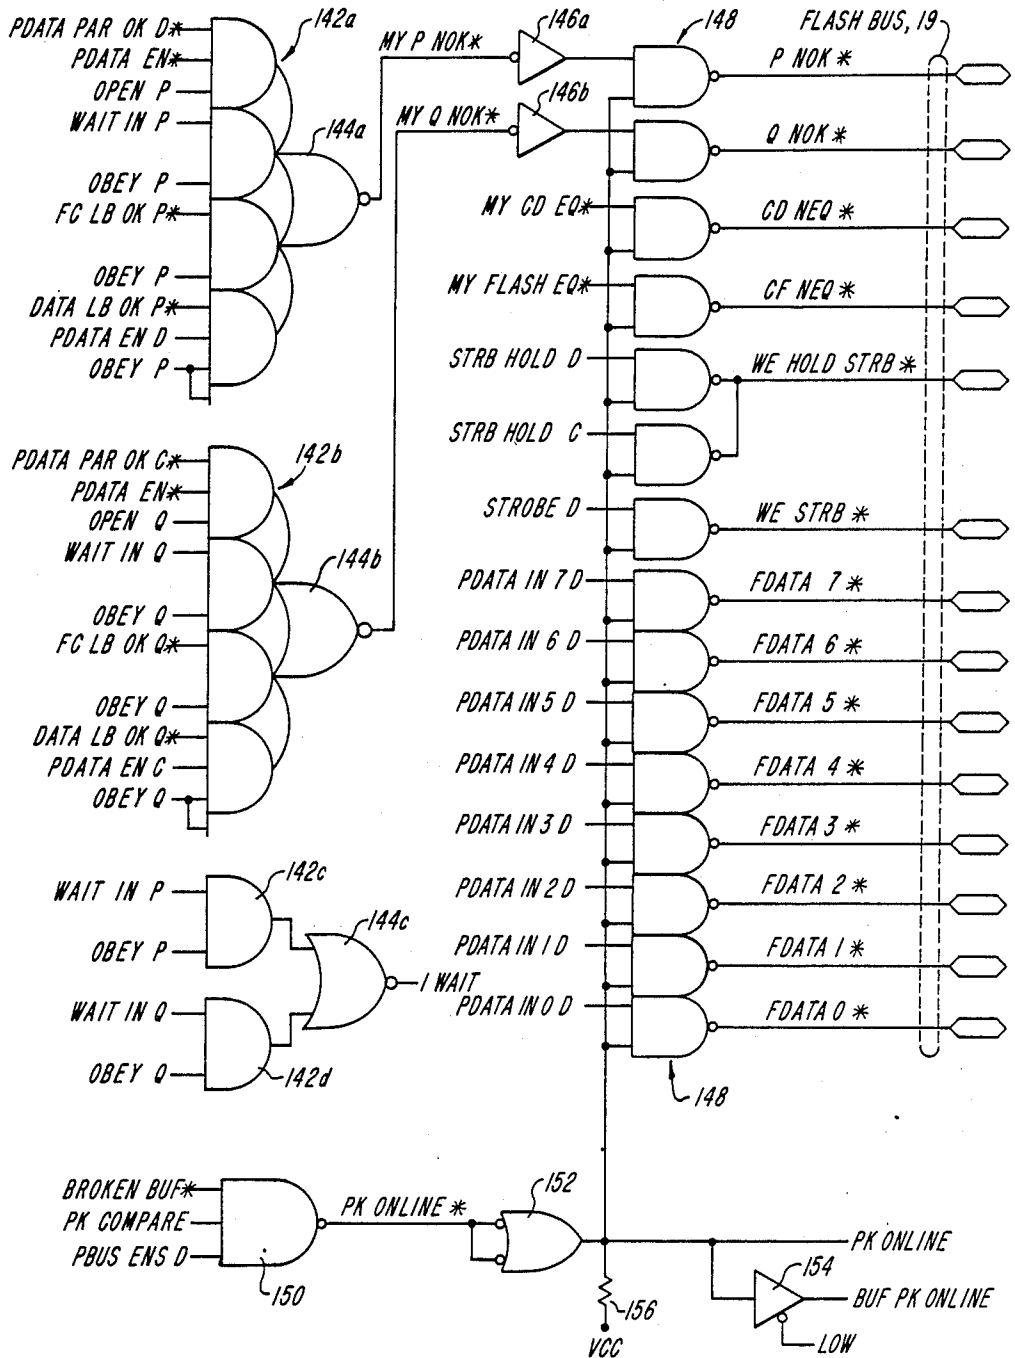 PDATA PAR OK D*
PDATA EN*
OPEN P
WAIT IN P
OBEY P
FC LB OK P*
OBEY P
DATA LB OK P*
PDATA EN D
OBEY P
142a
144a
MY P NOK*
MY Q NOK*
146a
146b
148
FLASH BUS, 19
P NOK*
Q NOK*
MY CD EQ*
CD NEQ*
MY FLASH EQ*
CF NEQ*
STRB HOLD D
WE HOLD STRB*
STRB HOLD C
STROBE D
WE STRB*
PDATA IN 7 D
FDATA 7*
PDATA IN 6 D
FDATA 6*
PDATA IN 5 D
FDATA 5*
PDATA IN 4 D
FDATA 4*
PDATA IN 3 D
FDATA 3*
PDATA IN 2 D
FDATA 2*
PDATA IN 1 D
FDATA 1*
PDATA IN 0 D
FDATA 0*
148
PDATA PAR OK C*
PDATA EN*
OPEN Q
WAIT IN Q
OBEY Q
FC LB OK Q*
OBEY Q
DATA LB OK Q*
PDATA EN C
OBEY Q
142b
144b
WAIT IN P
OBEY P
142c
144c
I WAIT
WAIT IN Q
OBEY Q
142d
BROKEN BUF*
PK COMPARE
PBUS ENS D
150
PK ONLINE*
152
156
VCC
PK ONLINE
154
BUF PK ONLINE
LOW